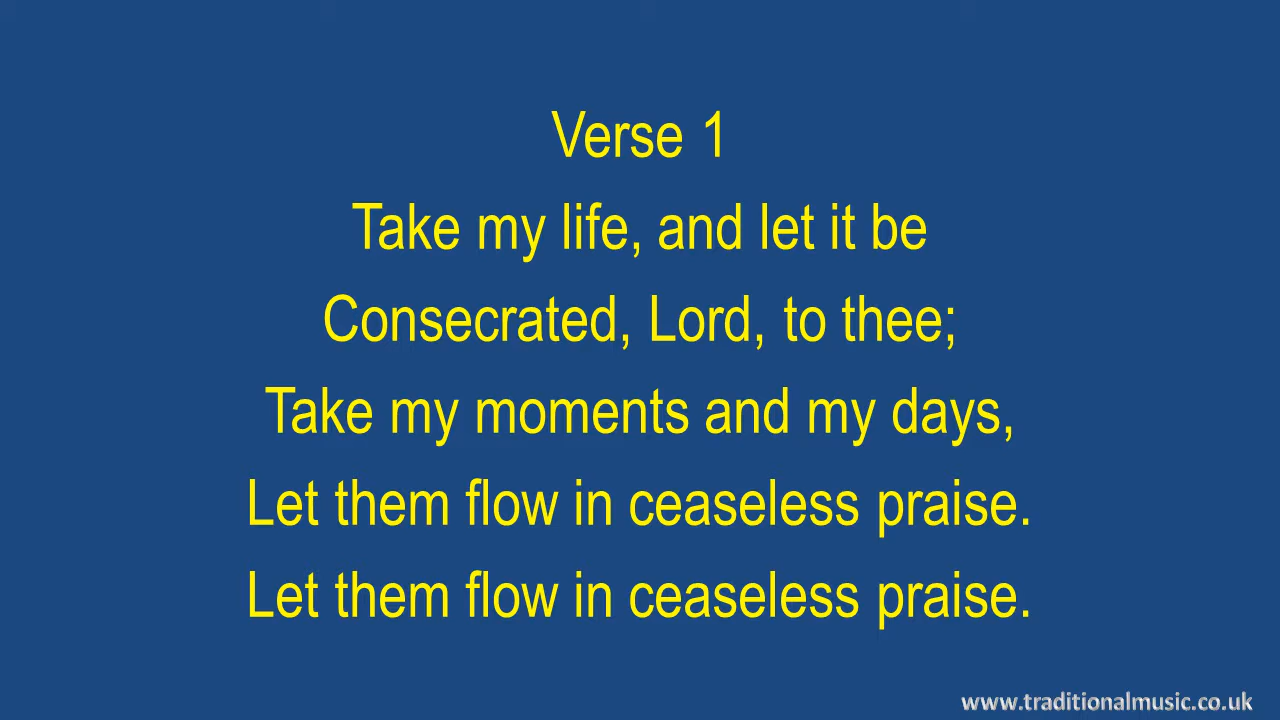 Verse 1
Take my life, and let it be
Consecrated, Lord, to thee;
Take my moments and my days,
Let them flow in ceaseless praise.
Let them flow in ceaseless praise.
www.traditionalmusic.co.uk